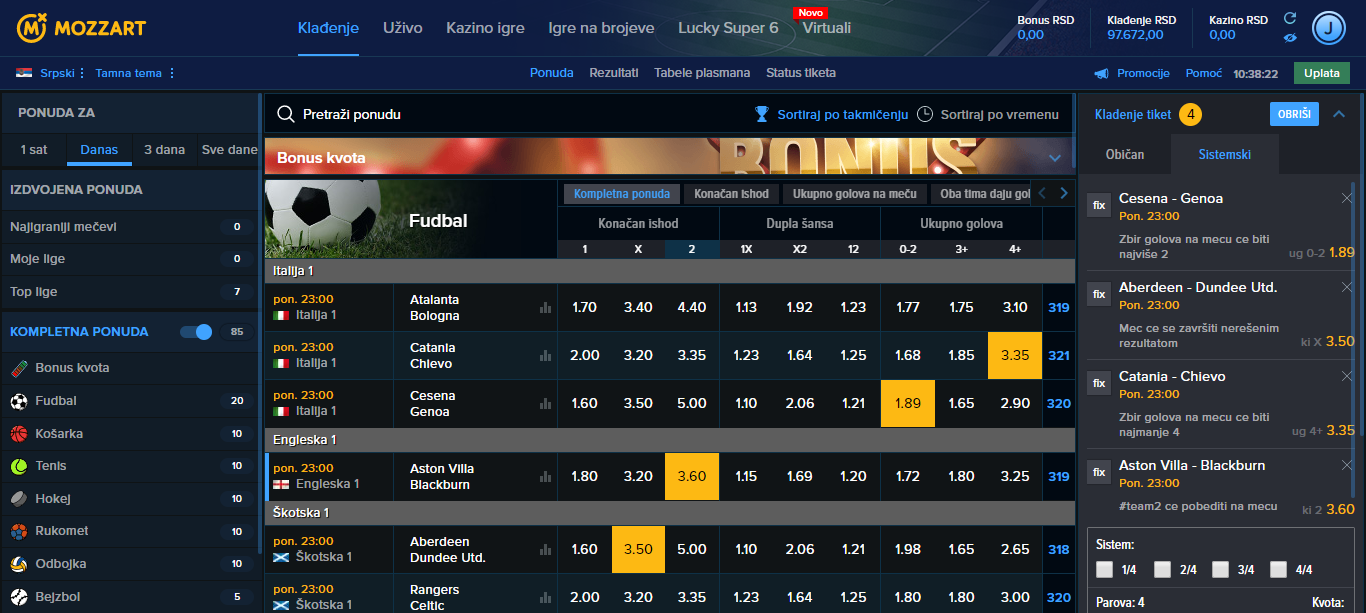 MOZZART
Klađenje
Uživo
Kazino igre
Igre na brojeve
Lucky Super 6
Novo
Virtuali
Bonus RSD
0,00
Klađenje RSD
97.672,00
Kazino RSD
0,00
J
Srpski
Tamna tema
Ponuda
Rezultati
Tabele plasmana
Status tiketa
Promocije
Pomoć
10:38:22
Uplata
PONUDA ZA
1 sat
Danas
3 dana
Sve dane
IZDVOJENA PONUDA
Najigraniji mečevi 0
Moje lige 0
Top lige 7
KOMPLETNA PONUDA 85
Bonus kvota
Fudbal 20
Košarka 10
Tenis 10
Hokej 10
Rukomet 10
Odbojka 10
Bejzbol 5
Pretraži ponudu
Sortiraj po takmičenju
Sortiraj po vremenu
Bonus kvota
BONUS
Fudbal
Kompletna ponuda
Konačan ishod
Ukupno golova na meču
Oba tima daju gol
Konačan ishod
Dupla šansa
Ukupno golova
1 X 2 1X X2 12 0-2 3+ 4+
Italija 1
pon. 23:00
Italija 1
Atalanta
Bologna
1.70 3.40 4.40 1.13 1.92 1.23 1.77 1.75 3.10 319
pon. 23:00
Italija 1
Catania
Chievo
2.00 3.20 3.35 1.23 1.64 1.25 1.68 1.85 3.35 321
pon. 23:00
Italija 1
Cesena
Genoa
1.60 3.50 5.00 1.10 2.06 1.21 1.89 1.65 2.90 320
Engleska 1
pon. 23:00
Engleska 1
Aston Villa
Blackburn
1.80 3.20 3.60 1.15 1.69 1.20 1.72 1.80 3.25 319
Škotska 1
pon. 23:00
Škotska 1
Aberdeen
Dundee Utd.
1.60 3.50 5.00 1.10 2.06 1.21 1.98 1.65 2.65 318
pon. 23:00
Škotska 1
Rangers
Celtic
2.00 3.20 3.35 1.23 1.64 1.25 1.80 1.80 3.00 320
Klađenje tiket 4
OBRIŠI
Običan
Sistemski
fix
Cesena - Genoa
Pon. 23:00
Zbir golova na mecu ce biti
najviše 2
ug 0-2 1.89
fix
Aberdeen - Dundee Utd.
Pon. 23:00
Mec ce se završiti nerešenim
rezultatom
ki X 3.50
fix
Catania - Chievo
Pon. 23:00
Zbir golova na mecu ce biti
najmanje 4
ug 4+ 3.35
fix
Aston Villa - Blackburn
Pon. 23:00
#team2 ce pobediti na mecu
ki 2 3.60
Sistem:
1/4 2/4 3/4 4/4
Parova: 4
Kvota: